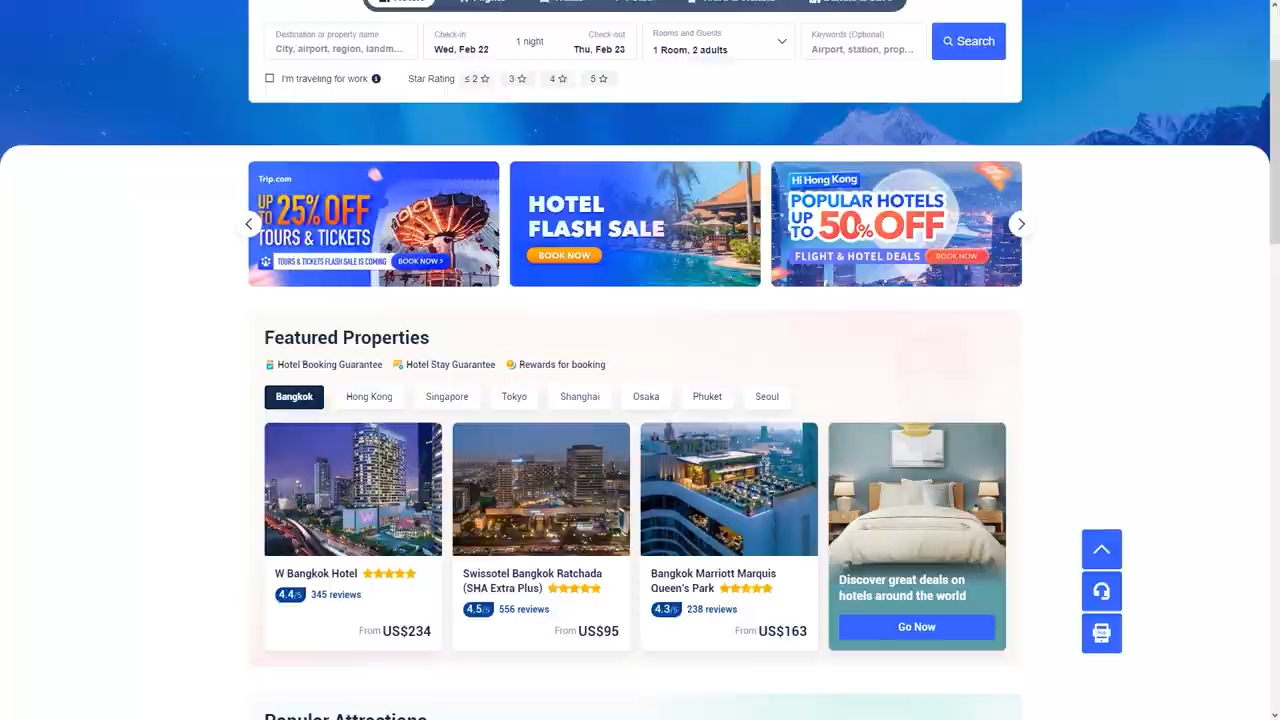 Destination or property name
City, airport, region, landm...
Check-in
Wed, Feb 22
1 night
Check-out
Thu, Feb 23
Rooms and Guests
1 Room, 2 adults
Keywords (Optional)
Airport, station, prop...
Search
I'm traveling for work
Star Rating
≤ 2
3
4
5
Trip.com
UP TO 25% OFF
TOURS & TICKETS
TOURS & TICKETS FLASH SALE IS COMING
BOOK NOW >
HOTEL
FLASH SALE
BOOK NOW
Hi Hong Kong
POPULAR HOTELS
UP TO 50% OFF
FLIGHT & HOTEL DEALS
BOOK NOW
Featured Properties
Hotel Booking Guarantee
Hotel Stay Guarantee
Rewards for booking
Bangkok
Hong Kong
Singapore
Tokyo
Shanghai
Osaka
Phuket
Seoul
W Bangkok Hotel
4.4/5 345 reviews
From US$234
Swissotel Bangkok Ratchada
(SHA Extra Plus)
4.5/5 556 reviews
From US$95
Bangkok Marriott Marquis
Queen's Park
4.3/5 238 reviews
From US$163
Discover great deals on
hotels around the world
Go Now
Popular Attractions